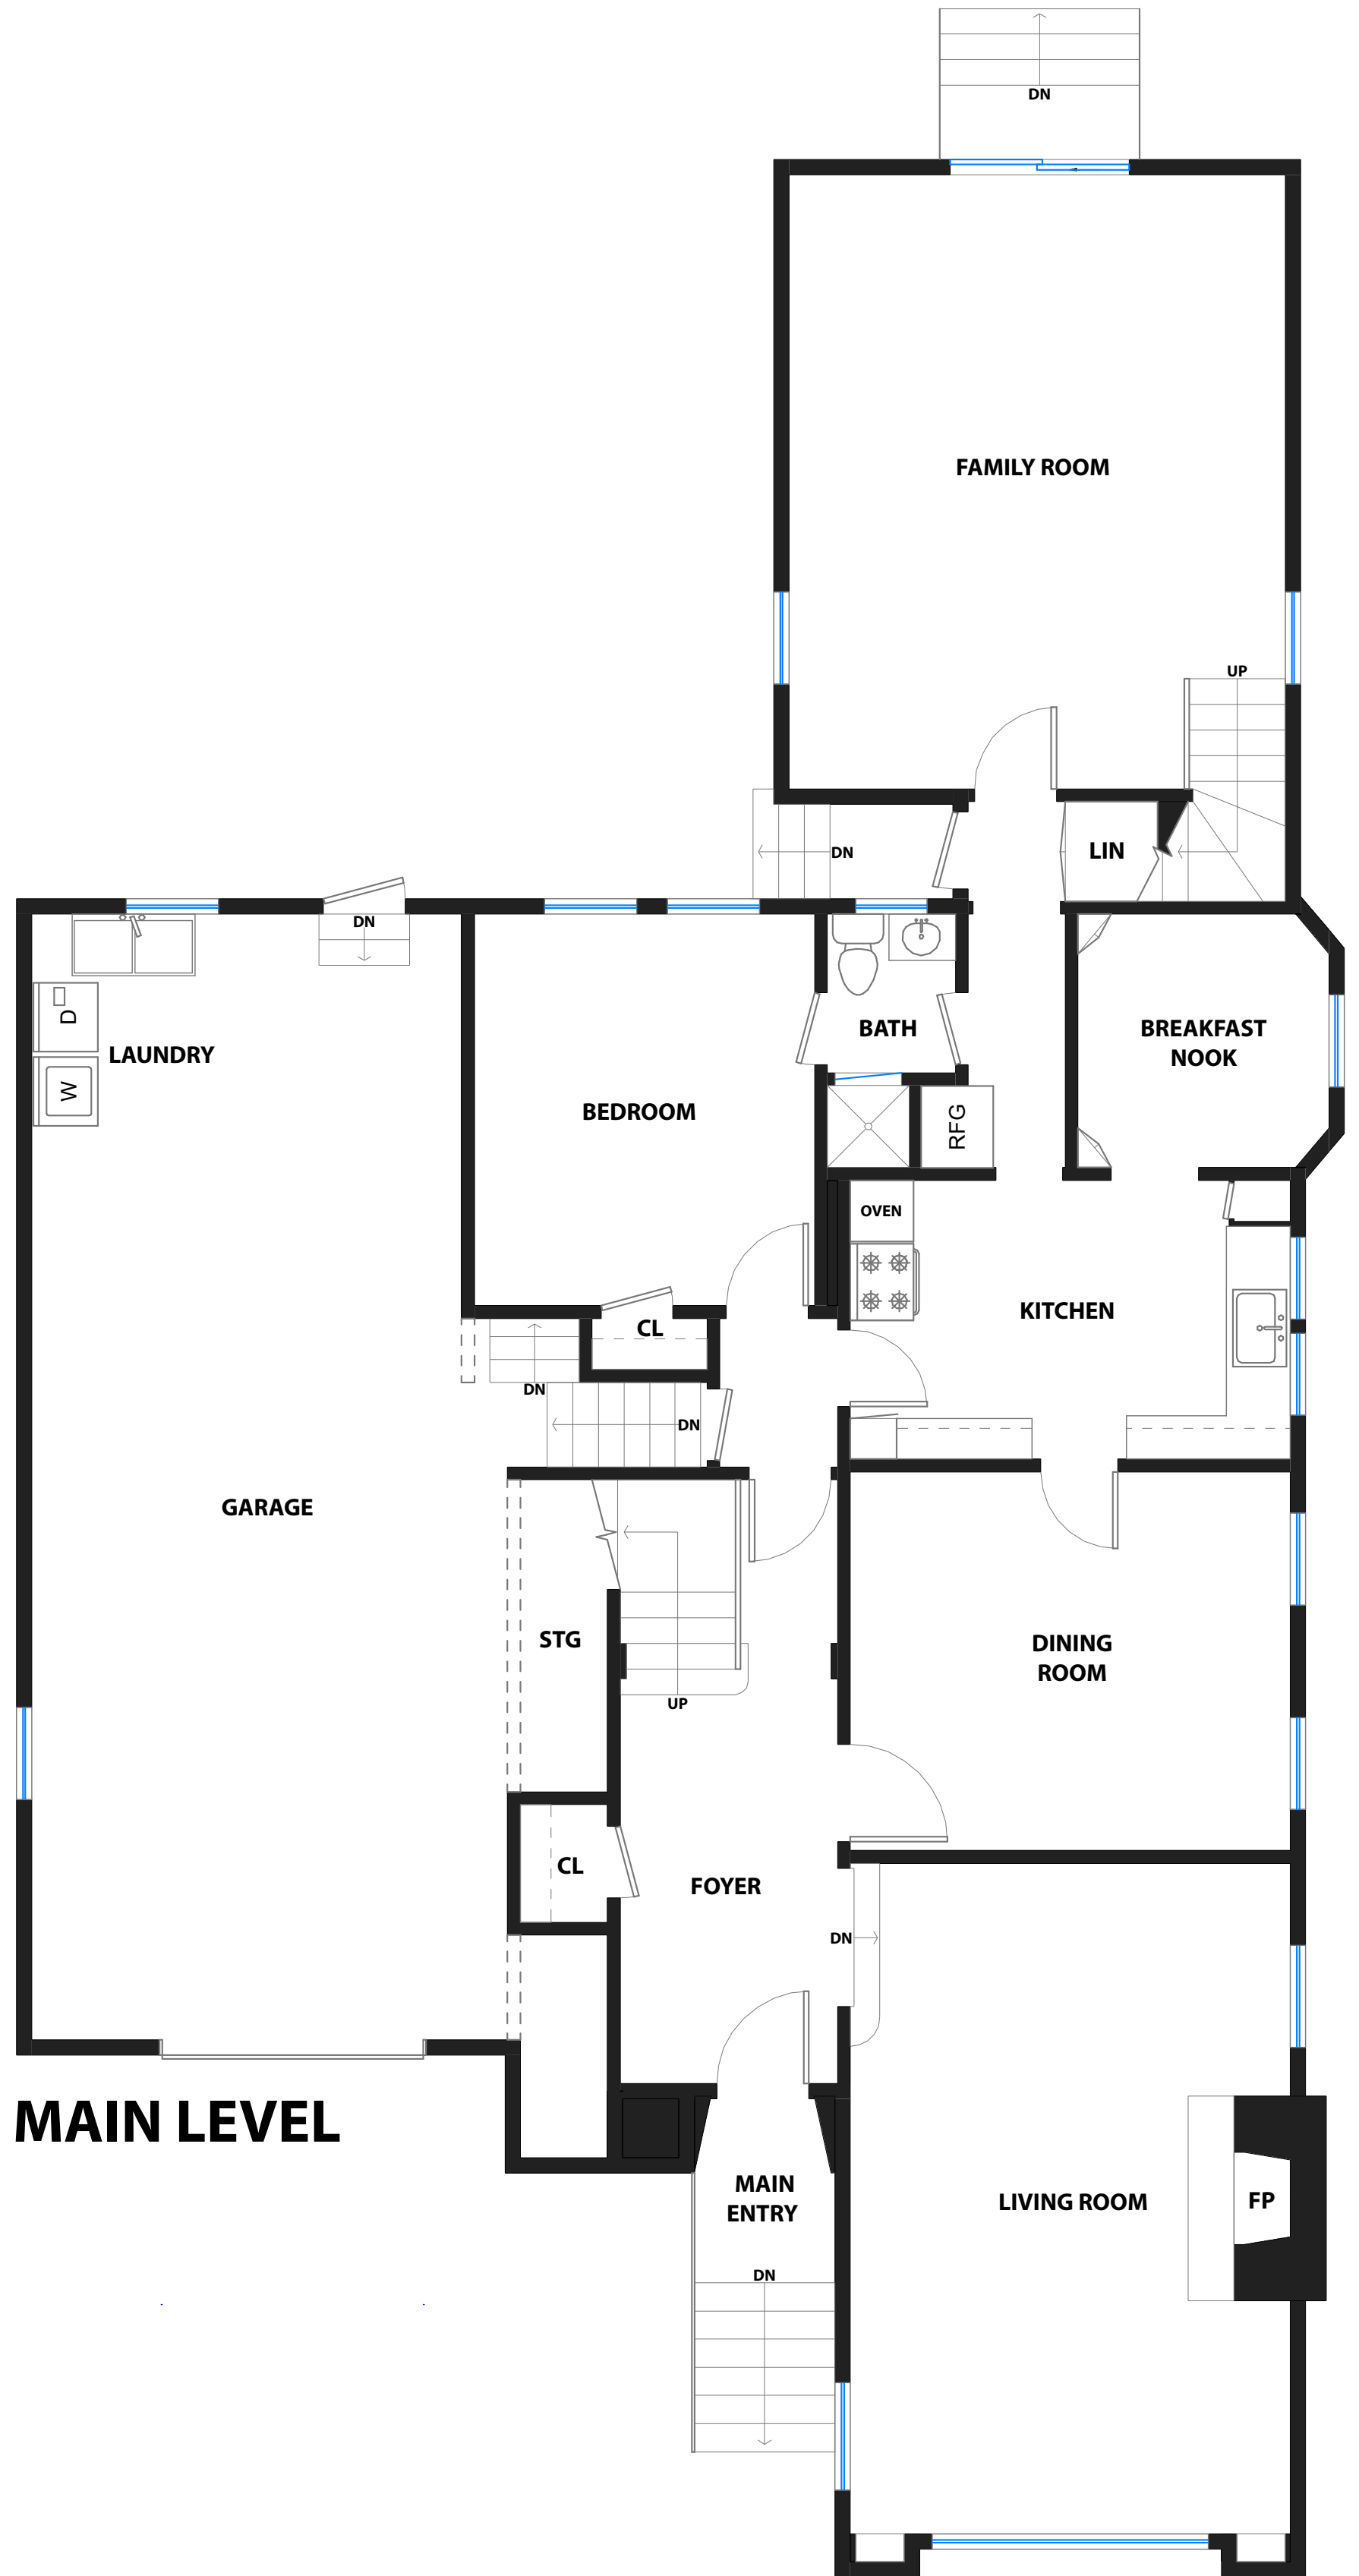 DN
FAMILY ROOM
UP
DN
LIN
DN
D
LAUNDRY
W
BATH
BREAKFAST
NOOK
BEDROOM
RFG
OVEN
KITCHEN
CL
DN
DN
GARAGE
STG
DINING
ROOM
UP
CL
FOYER
DN
MAIN LEVEL
MAIN
ENTRY
LIVING ROOM
FP
DN